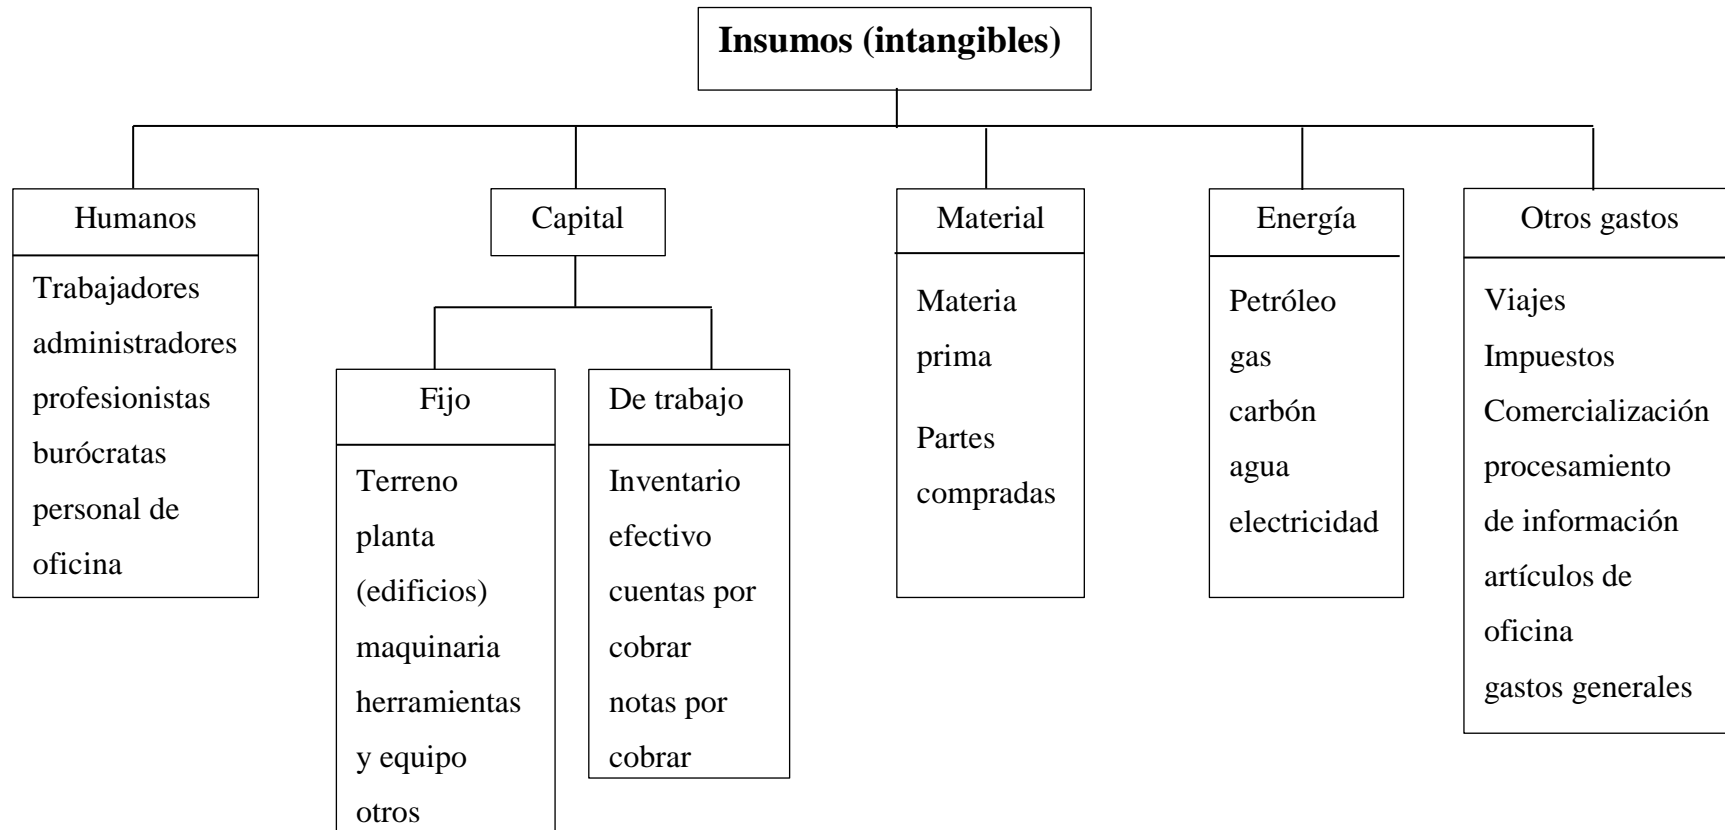 Insumos (intangibles)
Humanos
Trabajadores
administradores
profesionistas
burócratas
personal de
oficina
Capital
Fijo
Terreno
planta
(edificios)
maquinaria
herramientas
y equipo
otros
De trabajo
Inventario
efectivo
cuentas por
cobrar
notas por
cobrar
Material
Materia
prima
Partes
compradas
Energía
Petróleo
gas
carbón
agua
electricidad
Otros gastos
Viajes
Impuestos
Comercialización
procesamiento
de información
artículos de
oficina
gastos generales